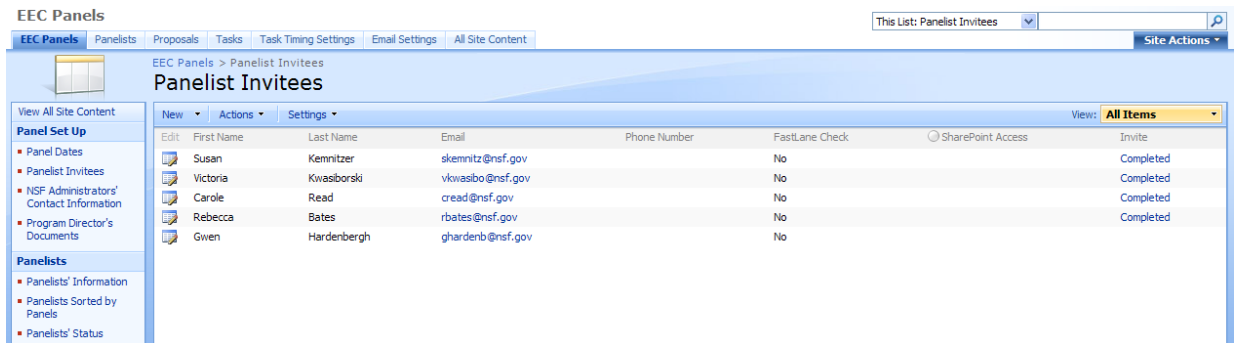 EEC Panels
This List: Panelist Invitees
EEC Panels Panelists Proposals Tasks Task Timing Settings Email Settings All Site Content
Site Actions
EEC Panels > Panelist Invitees
Panelist Invitees
View All Site Content
Panel Set Up
Panel Dates
Panelist Invitees
NSF Administrators'
Contact Information
Program Director's
Documents
Panelists
Panelists' Information
Panelists Sorted by
Panels
Panelists' Status
New Actions Settings View: All Items
Edit First Name Last Name Email Phone Number FastLane Check SharePoint Access Invite
Susan Kemnitzer skemnitz@nsf.gov No Completed
Victoria Kwasiborski vkwasibo@nsf.gov No Completed
Carole Read cread@nsf.gov No Completed
Rebecca Bates rbates@nsf.gov No Completed
Gwen Hardenbergh ghardenb@nsf.gov No